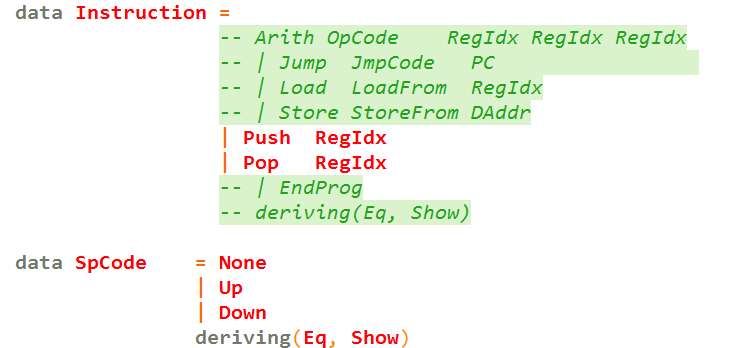 data Instruction =
-- Arith OpCode    RegIdx RegIdx RegIdx
-- | Jump  JmpCode   PC
-- | Load  LoadFrom  RegIdx
-- | Store StoreFrom DAddr
| Push  RegIdx
| Pop   RegIdx
-- | EndProg
-- deriving(Eq, Show)
data SpCode    = None
| Up
| Down
deriving(Eq, Show)